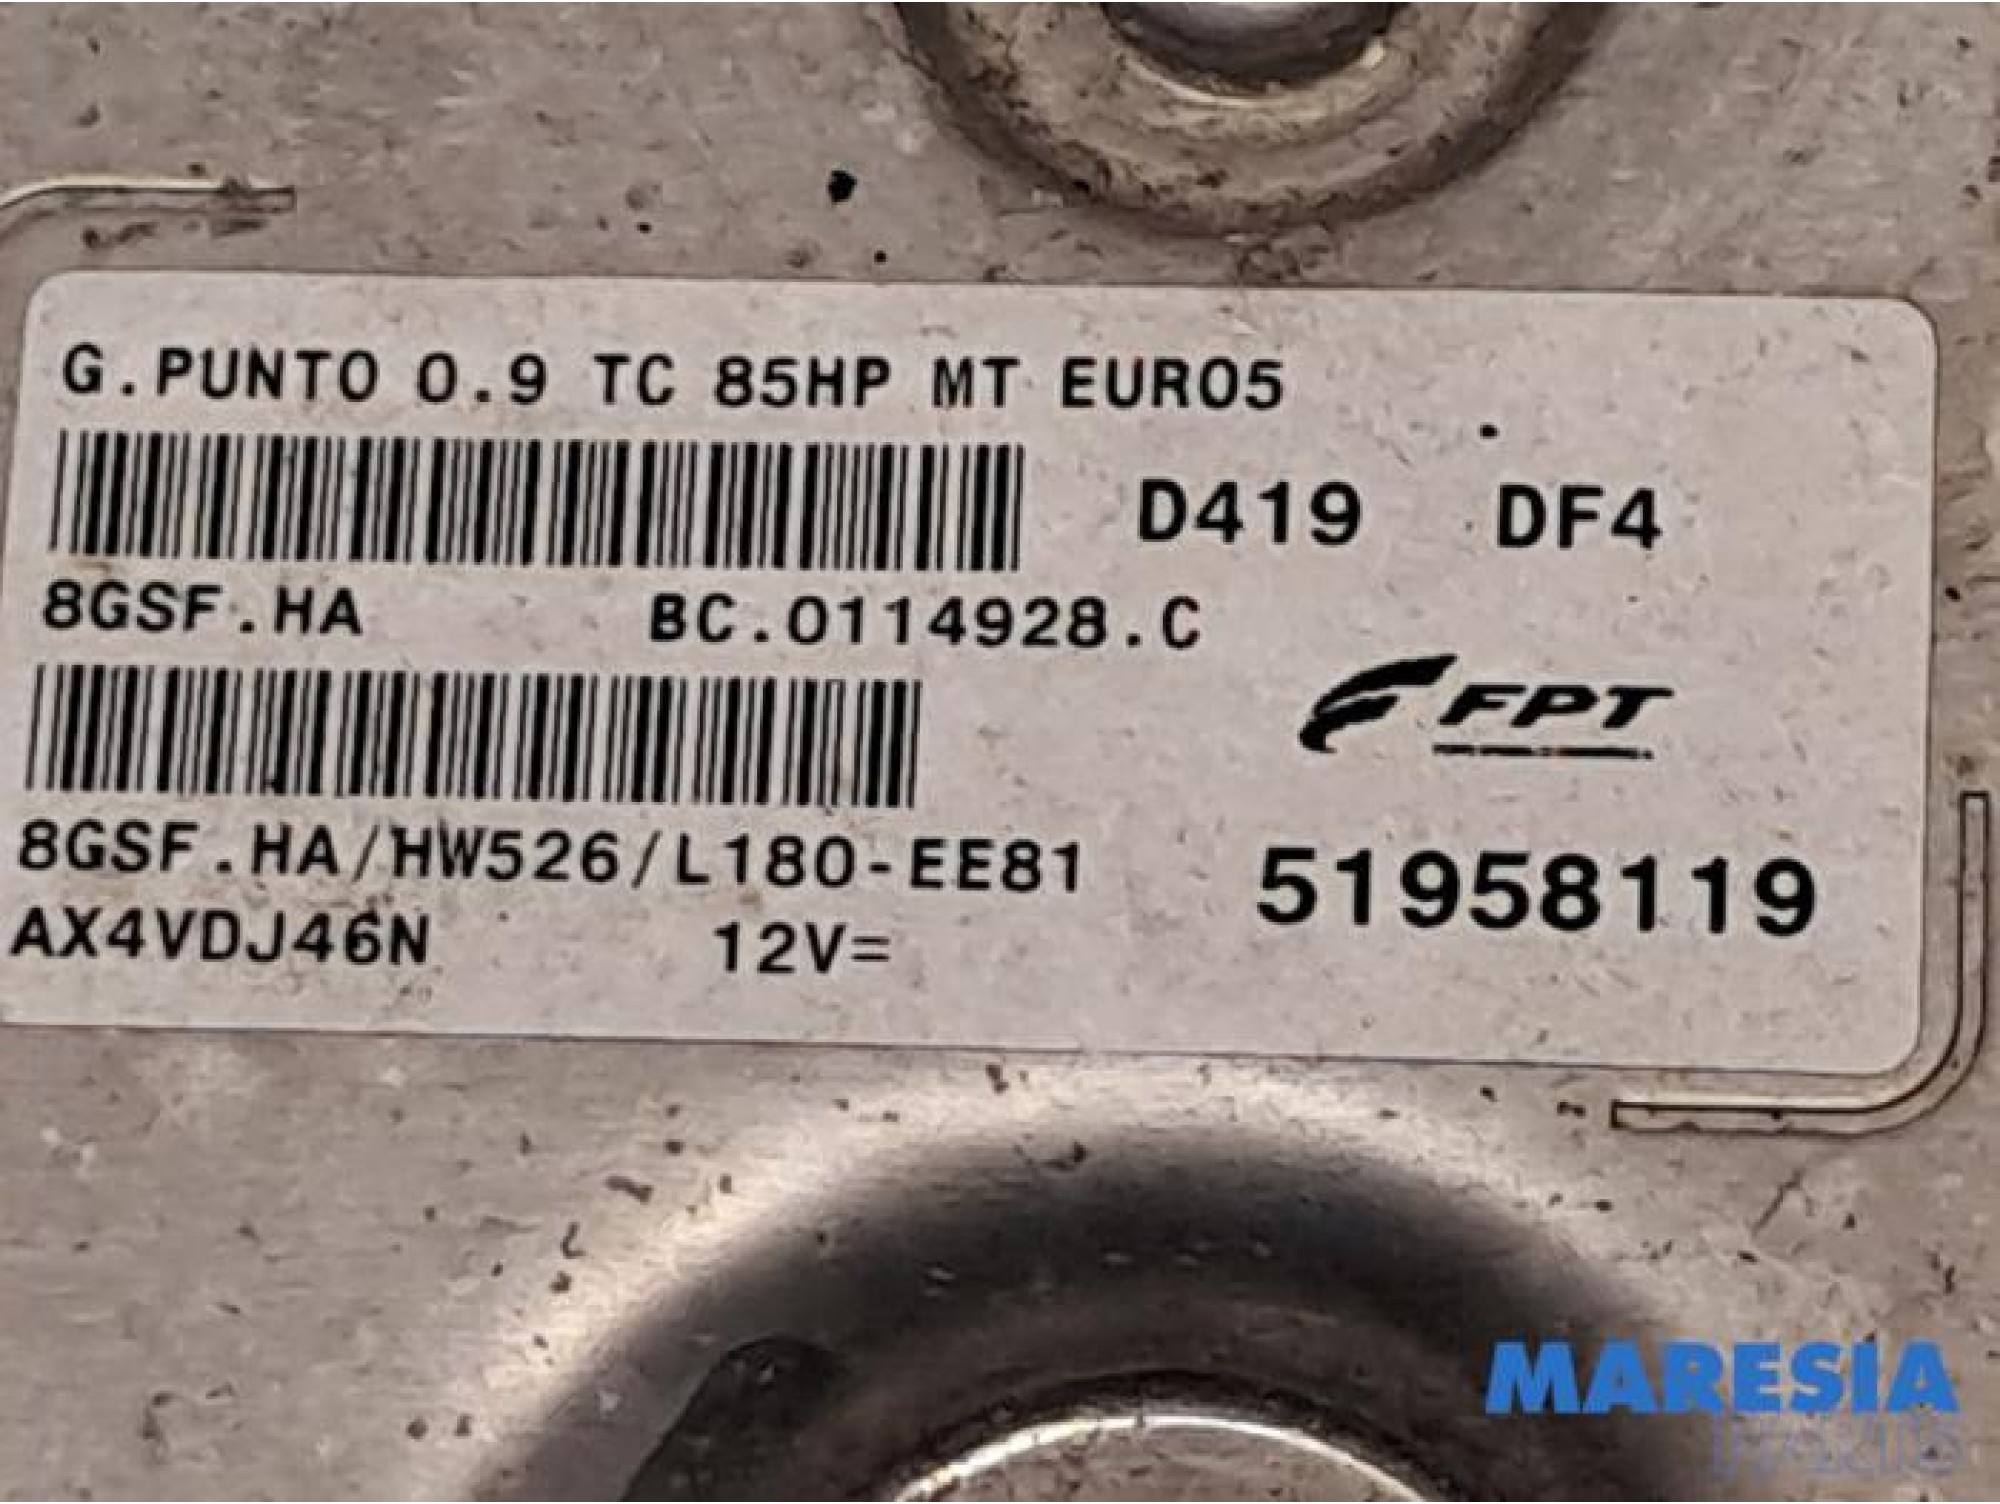 G.PUNTO 0.9 TC 85HP MT EURO5
D419 DF4
8GSF.HA BC.0114928.C
FPT
8GSF.HA/HW526/L180-EE81
51958119
AX4VDJ46N 12V=
MARESIA